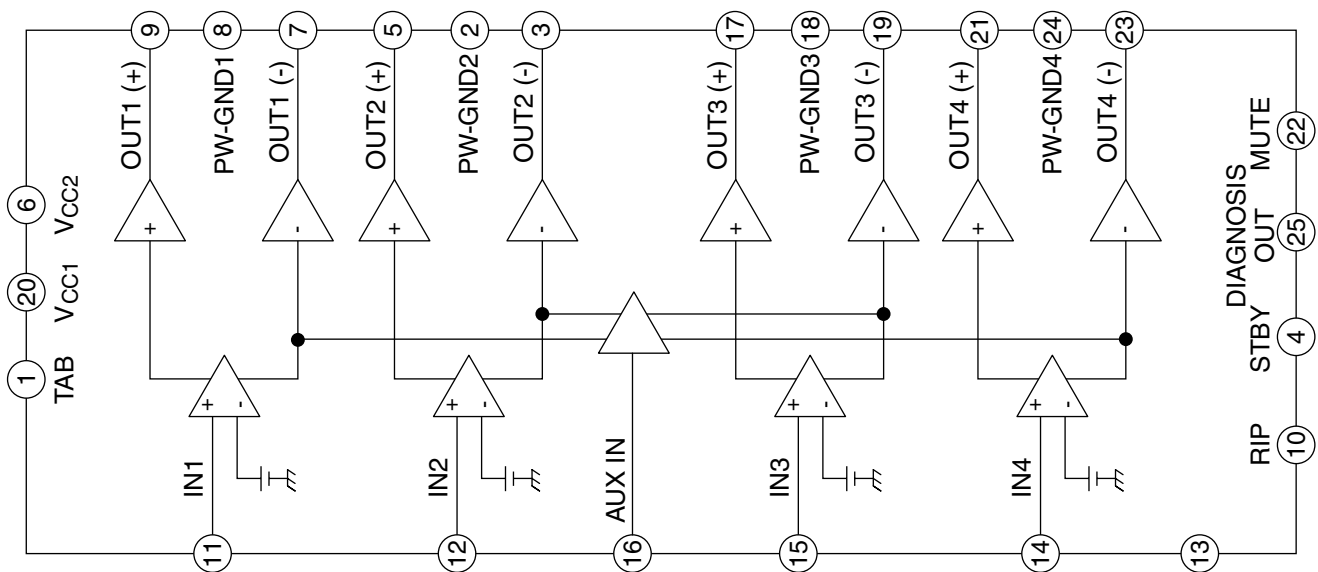 9
8
7
5
2
3
17
18
19
21
24
23
OUT1 (+)
PW-GND1
OUT1 (-)
OUT2 (+)
PW-GND2
OUT2 (-)
OUT3 (+)
PW-GND3
OUT3 (-)
OUT4 (+)
PW-GND4
OUT4 (-)
6
VCC2
20
VCC1
1
TAB
+
-
+
-
+
-
+
-
+ -
+ -
+ -
+ -
IN1
IN2
AUX IN
IN3
IN4
11
12
16
15
14
13
MUTE
22
DIAGNOSIS
OUT
25
STBY
4
RIP
10